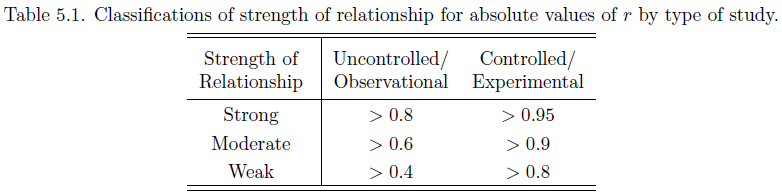 Table 5.1. Classifications of strength of relationship for absolute values of r by type of study.
Strength of Uncontrolled/ Controlled/
Relationship Observational Experimental
Strong > 0.8 > 0.95
Moderate > 0.6 > 0.9
Weak > 0.4 > 0.8